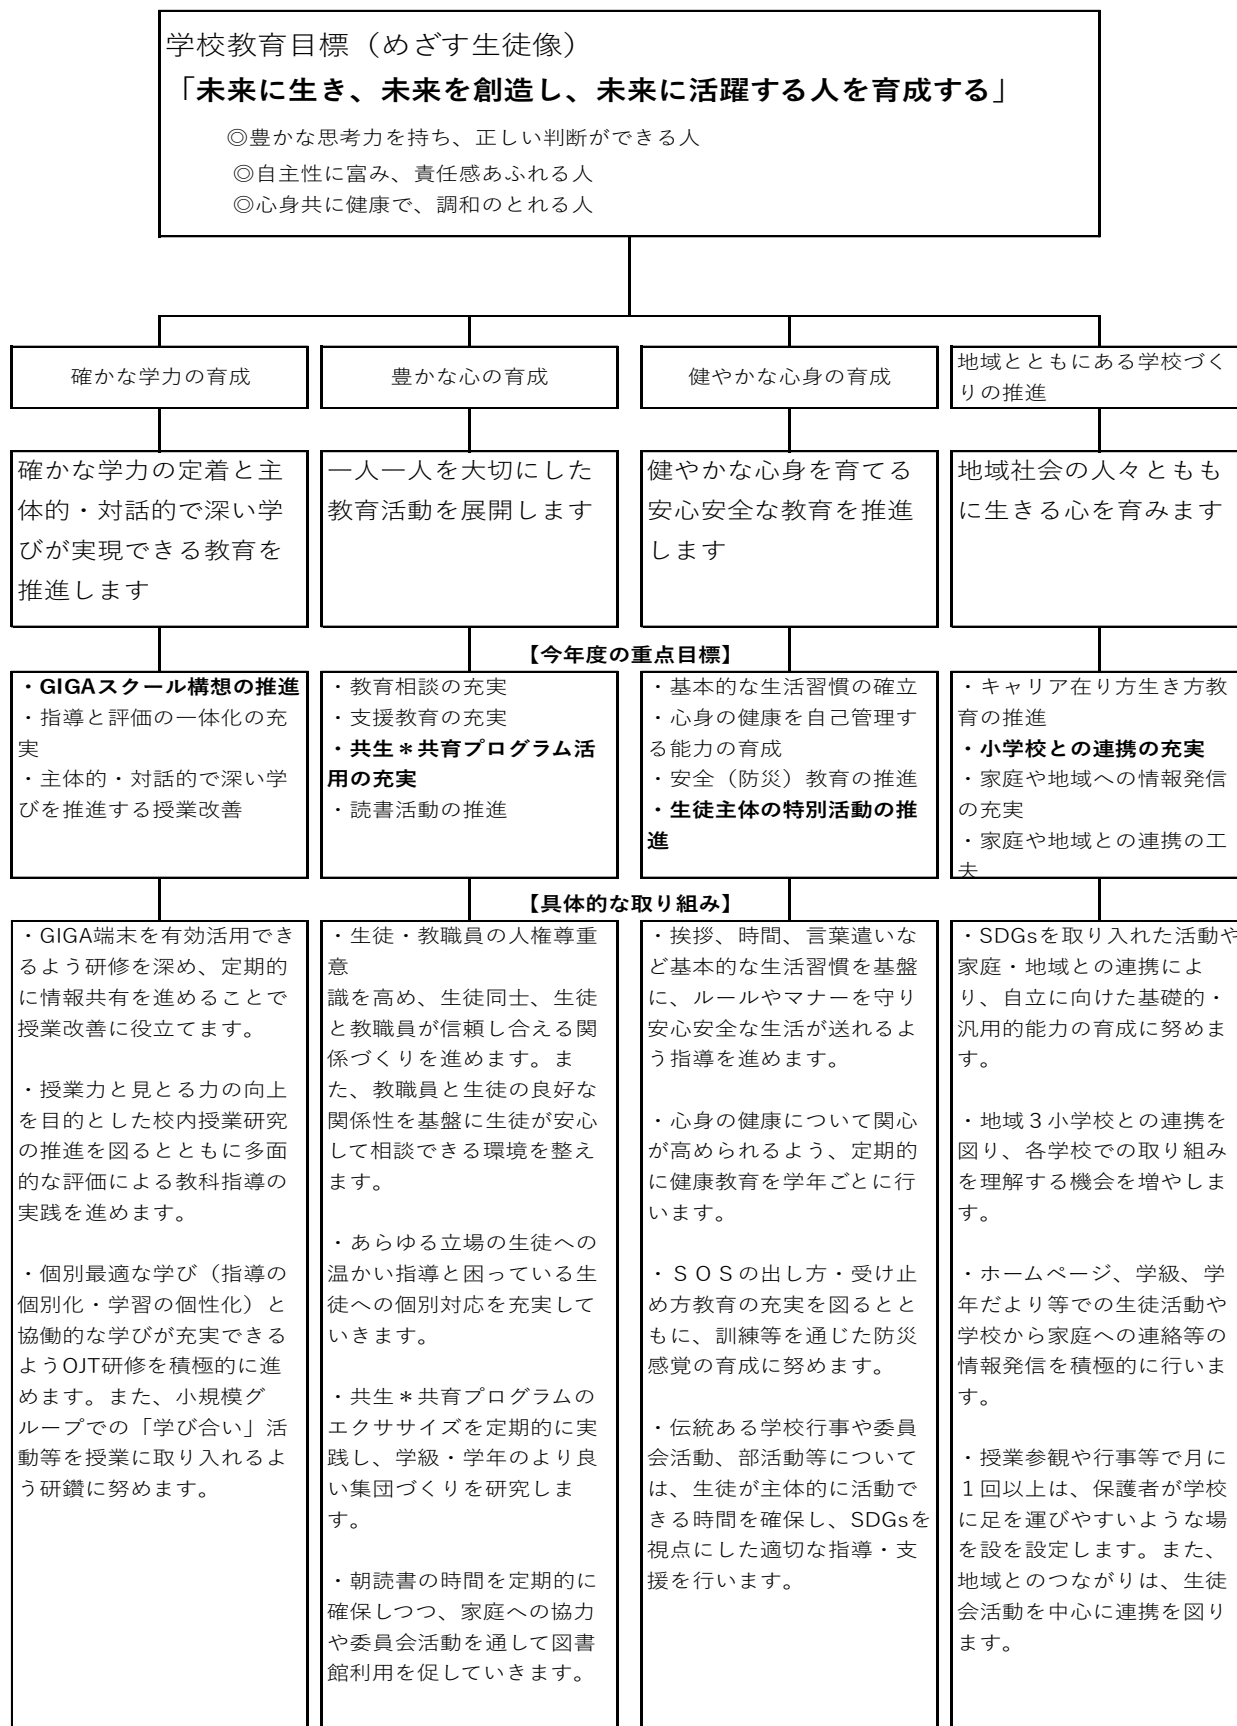 学校教育目標（めざす生徒像）
「未来に生き、未来を創造し、未来に活躍する人を育成する」
◎豊かな思考力を持ち、正しい判断ができる人
◎自主性に富み、責任感あふれる人
◎心身共に健康で、調和のとれる人
確かな学力の育成
豊かな心の育成
健やかな心身の育成
地域とともにある学校づく
りの推進
確かな学力の定着と主
体的・対話的で深い学
びが実現できる教育を
推進します
一人一人を大切にした
教育活動を展開します
健やかな心身を育てる
安心安全な教育を推進
します
地域社会の人々ともも
に生きる心を育みます
【今年度の重点目標】
・GIGAスクール構想の推進
・指導と評価の一体化の充
実
・主体的・対話的で深い学
びを推進する授業改善
・教育相談の充実
・支援教育の充実
・共生＊共育プログラム活
用の充実
・読書活動の推進
・基本的な生活習慣の確立
・心身の健康を自己管理す
る能力の育成
・安全（防災）教育の推進
・生徒主体の特別活動の推
進
・キャリア在り方生き方教
育の推進
・小学校との連携の充実
・家庭や地域への情報発信
の充実
・家庭や地域との連携の工
夫
【具体的な取り組み】
・GIGA端末を有効活用でき
るよう研修を深め、定期的
に情報共有を進めることで
授業改善に役立てます。
・授業力と見とる力の向上
を目的とした校内授業研究
の推進を図るとともに多面
的な評価による教科指導の
実践を進めます。
・個別最適な学び（指導の
個別化・学習の個性化）と
協働的な学びが充実できる
ようOJT研修を積極的に進
めます。また、小規模グ
ループでの「学び合い」活
動等を授業に取り入れるよ
う研鑽に努めます。
・生徒・教職員の人権尊重
意
識を高め、生徒同士、生徒
と教職員が信頼し合える関
係づくりを進めます。ま
た、教職員と生徒の良好な
関係性を基盤に生徒が安心
して相談できる環境を整え
ます。
・あらゆる立場の生徒への
温かい指導と困っている生
徒への個別対応を充実して
いきます。
・共生＊共育プログラムの
エクササイズを定期的に実
践し、学級・学年のより良
い集団づくりを研究しま
す。
・朝読書の時間を定期的に
確保しつつ、家庭への協力
や委員会活動を通して図書
館利用を促していきます。
・挨拶、時間、言葉遣いな
ど基本的な生活習慣を基盤
に、ルールやマナーを守り
安心安全な生活が送れるよ
う指導を進めます。
・心身の健康について関心
が高められるよう、定期的
に健康教育を学年ごとに行
います。
・ＳＯＳの出し方・受け止
め方教育の充実を図るとと
もに、訓練等を通じた防災
感覚の育成に努めます。
・伝統ある学校行事や委員
会活動、部活動等について
は、生徒が主体的に活動で
きる時間を確保し、SDGsを
視点にした適切な指導・支
援を行います。
・SDGsを取り入れた活動や
家庭・地域との連携によ
り、自立に向けた基礎的・
汎用的能力の育成に努めま
す。
・地域３小学校との連携を
図り、各学校での取り組み
を理解する機会を増やしま
す。
・ホームページ、学級、学
年だより等での生徒活動や
学校から家庭への連絡等の
情報発信を積極的に行いま
す。
・授業参観や行事等で月に
１回以上は、保護者が学校
に足を運びやすいような場
を設を設定します。また、
地域とのつながりは、生徒
会活動を中心に連携を図り
ます。